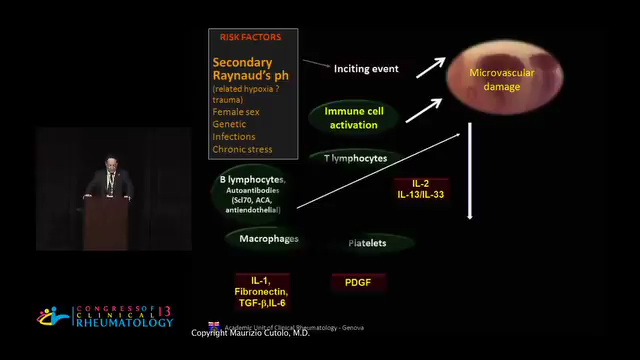 RISK FACTORS
Secondary
Raynaud's ph
(related hypoxia ?
trauma)
Female sex
Genetic
Infections
Chronic stress
Inciting event
Microvascular
damage
Immune cell
activation
T lymphocytes
B lymphocytes,
Autoantibodies
(Scl70, ACA,
antiendothelial)
IL-2
IL-13/IL-33
Macrophages
Platelets
IL-1,
Fibronectin,
TGF-β,IL-6
PDGF
CONGRESS OF 13
CLINICAL
RHEUMATOLOGY
Academic Unit of Clinical Rheumatology - Genova
Copyright Maurizio Cutolo, M.D.